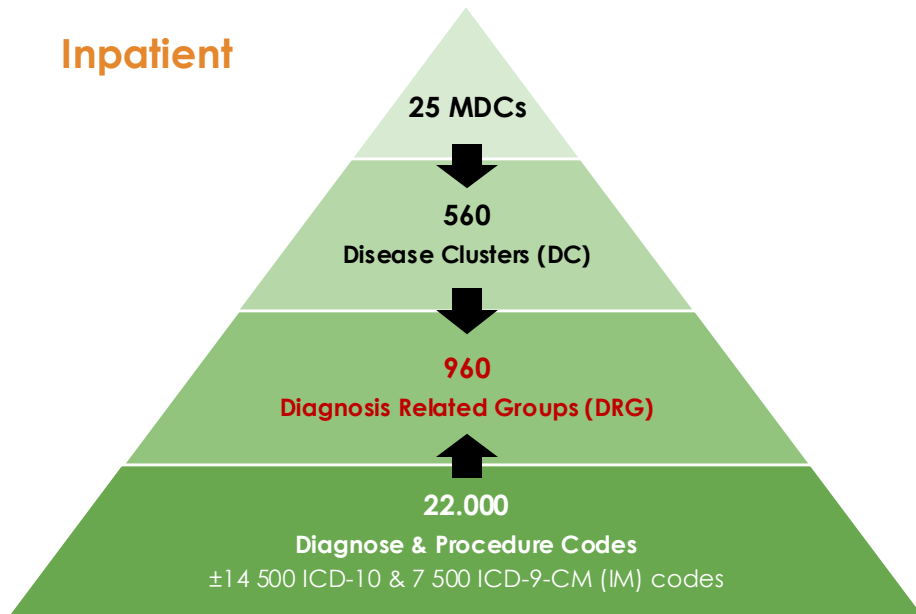 Inpatient
25 MDCs
560
Disease Clusters (DC)
960
Diagnosis Related Groups (DRG)
22.000
Diagnose & Procedure Codes
±14 500 ICD-10 & 7 500 ICD-9-CM (IM) codes